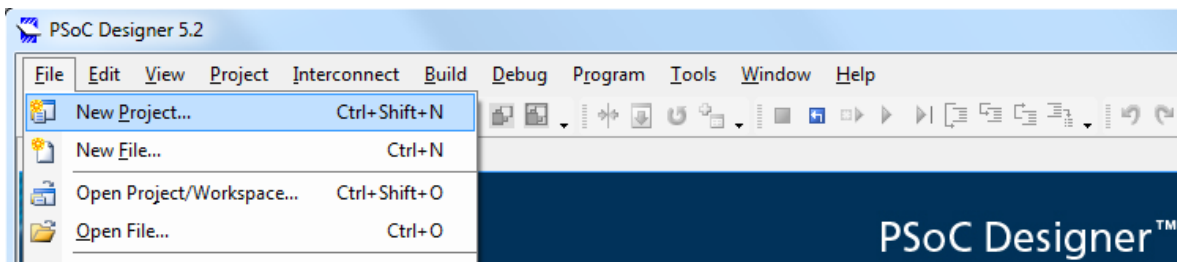 PSoC Designer 5.2
File Edit View Project Interconnect Build Debug Program Tools Window Help
New Project... Ctrl+Shift+N
New File... Ctrl+N
Open Project/Workspace... Ctrl+Shift+O
Open File... Ctrl+O
PSoC Designer™